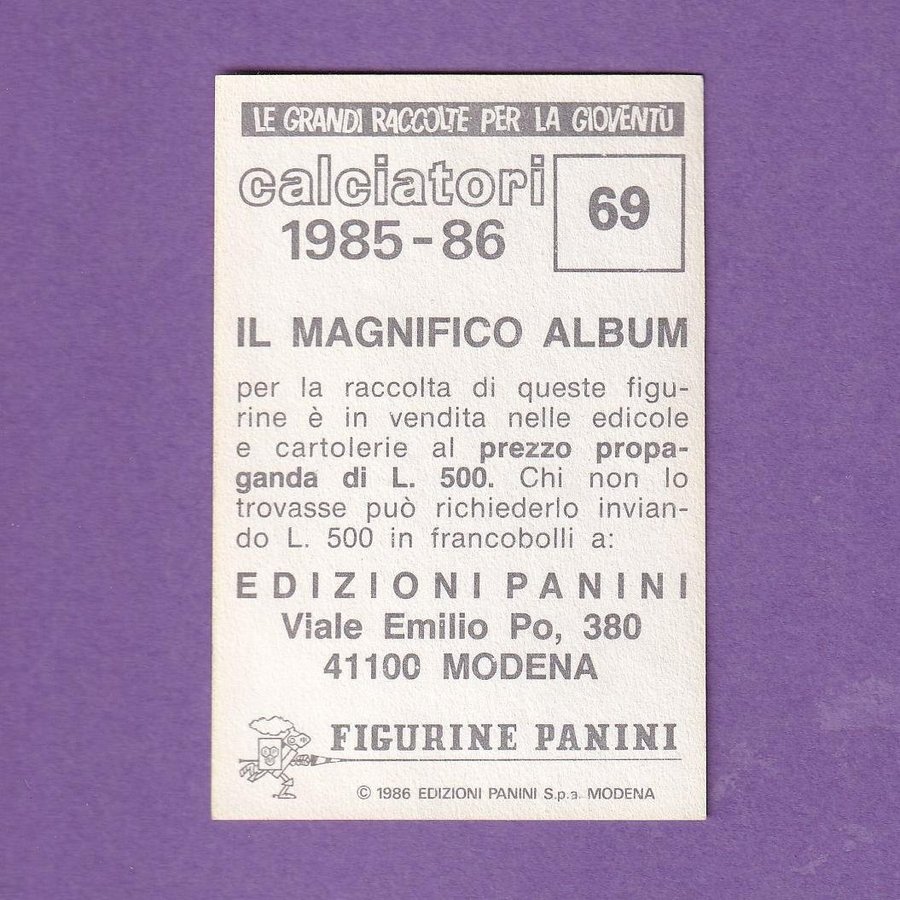 LE GRANDI RACCOLTE PER LA GIOVENTÙ
calciatori
1985-86
69
IL MAGNIFICO ALBUM
per la raccolta di queste figu-
rine è in vendita nelle edicole
e cartolerie al prezzo propa-
ganda di L. 500. Chi non lo
trovasse può richiederlo invian-
do L. 500 in francobolli a:
EDIZIONI PANINI
Viale Emilio Po, 380
41100 MODENA
FIGURINE PANINI
© 1986 EDIZIONI PANINI S.p.a. MODENA